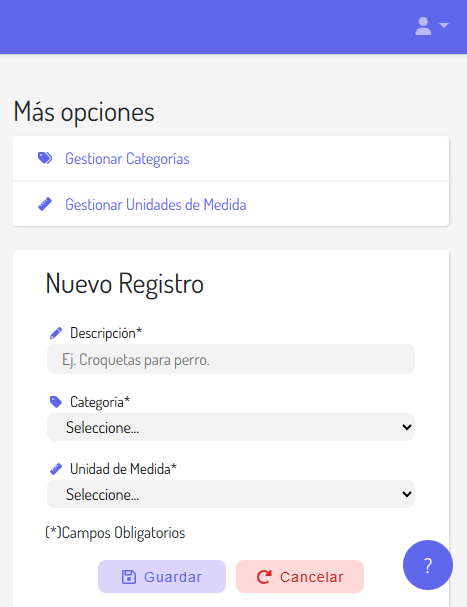 Más opciones
Gestionar Categorías
Gestionar Unidades de Medida
Nuevo Registro
Descripción*
Ej. Croquetas para perro.
Categoría*
Seleccione...
Unidad de Medida*
Seleccione...
(*)Campos Obligatorios
?
Guardar
Cancelar